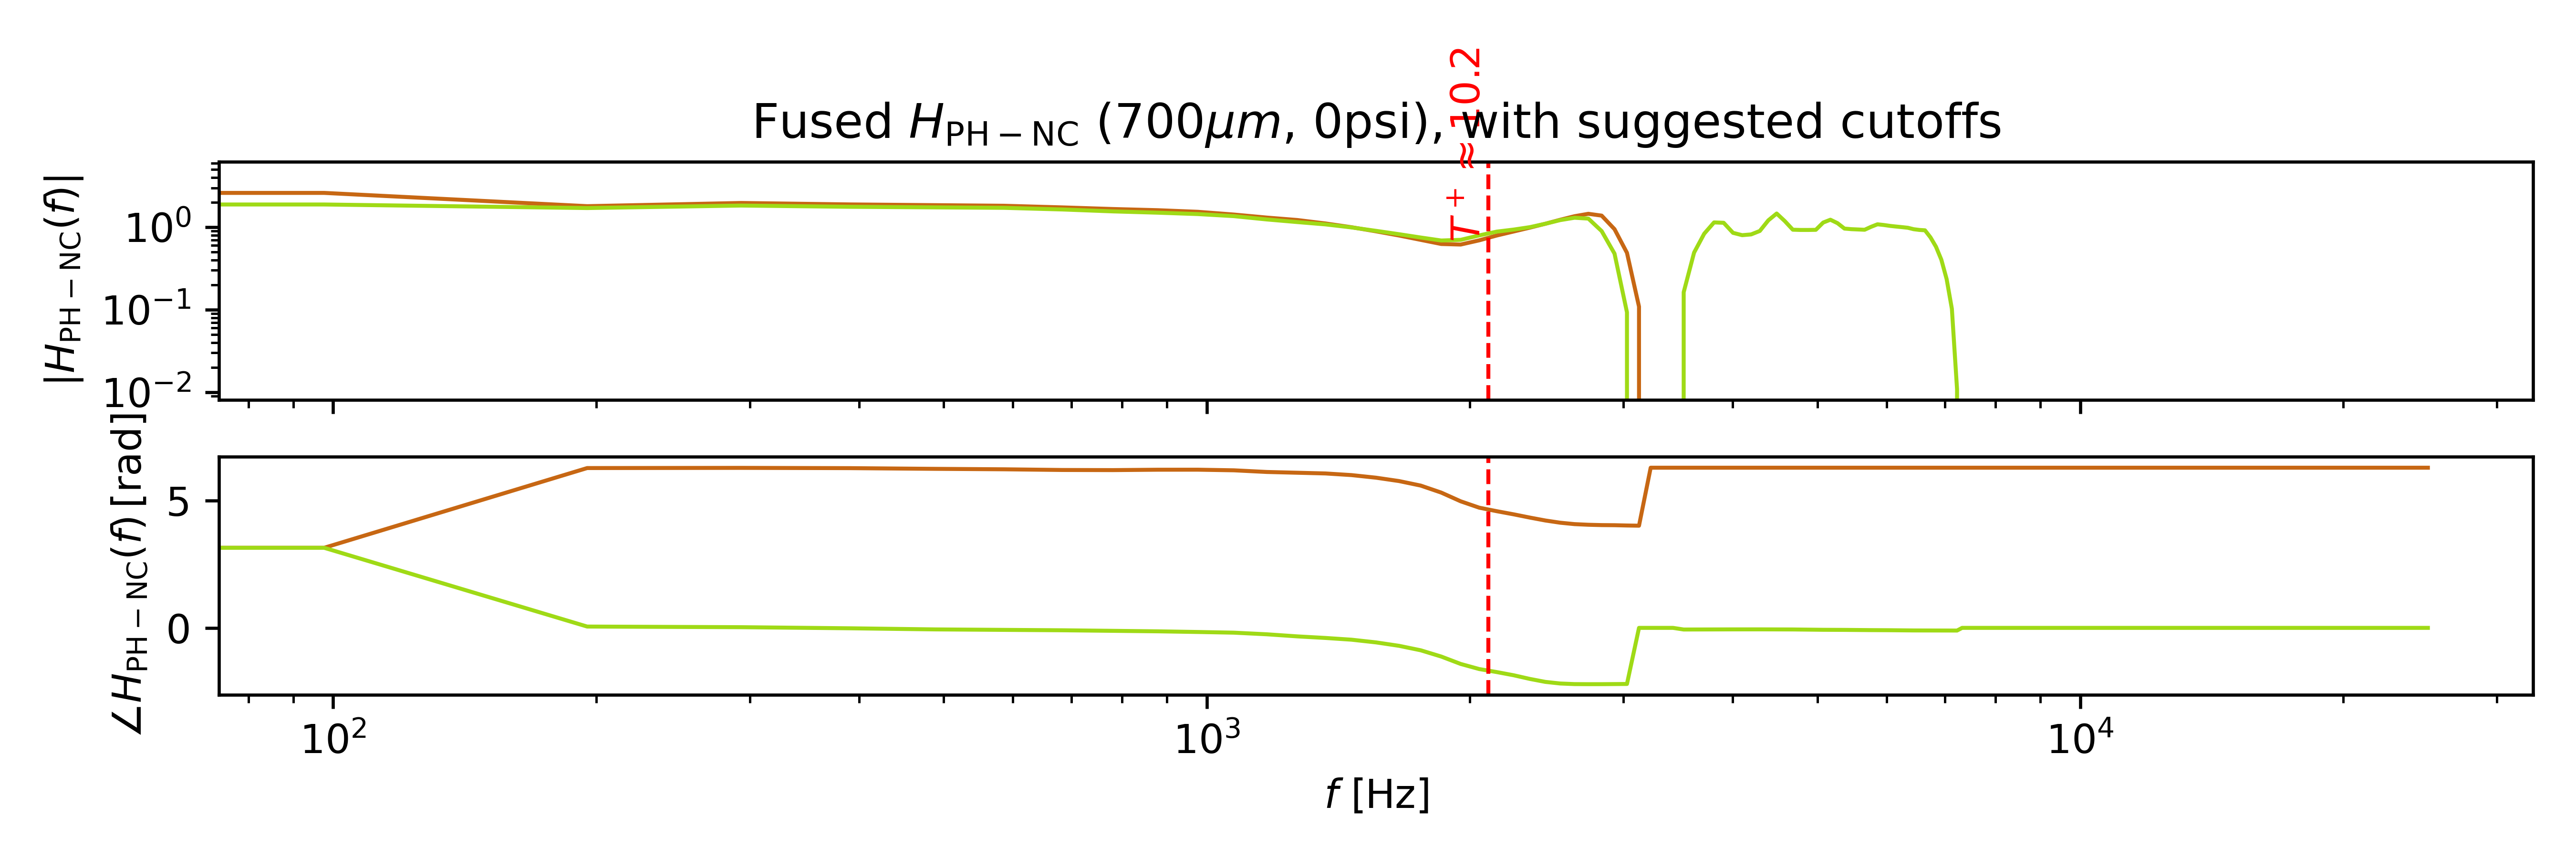 T⁺ ≈ 10.2
Fused H_PH−NC (700μm, 0psi), with suggested cutoffs
|H_PH−NC(f)|
10⁰
10⁻¹
10⁻²
∠H_PH−NC(f) [rad]
5
0
10²
10³
10⁴
f [Hz]